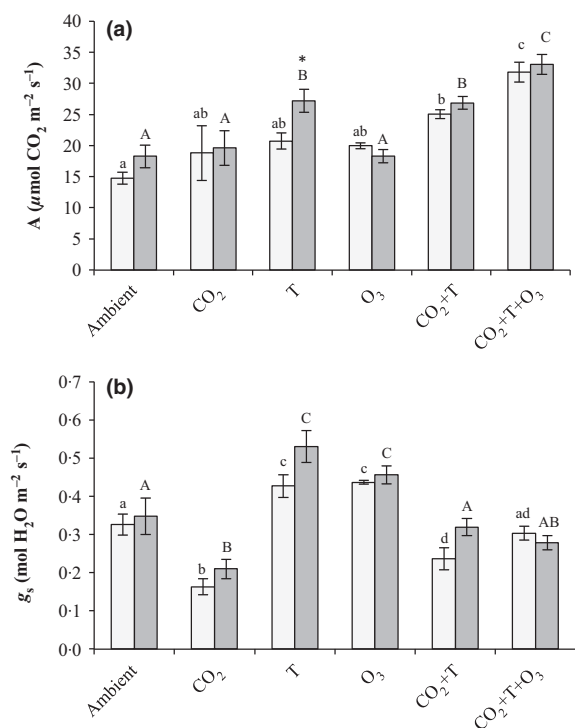 (a)
A (µmol CO₂ m⁻² s⁻¹)
40
35
30
25
20
15
10
5
0
a
A
ab
A
ab
*
B
ab
A
b
B
c
C
Ambient
CO₂
T
O₃
CO₂+T
CO₂+T+O₃
(b)
gₛ (mol H₂O m⁻² s⁻¹)
0·7
0·6
0·5
0·4
0·3
0·2
0·1
0·0
a
A
b
B
c
C
c
C
d
A
ad
AB
Ambient
CO₂
T
O₃
CO₂+T
CO₂+T+O₃